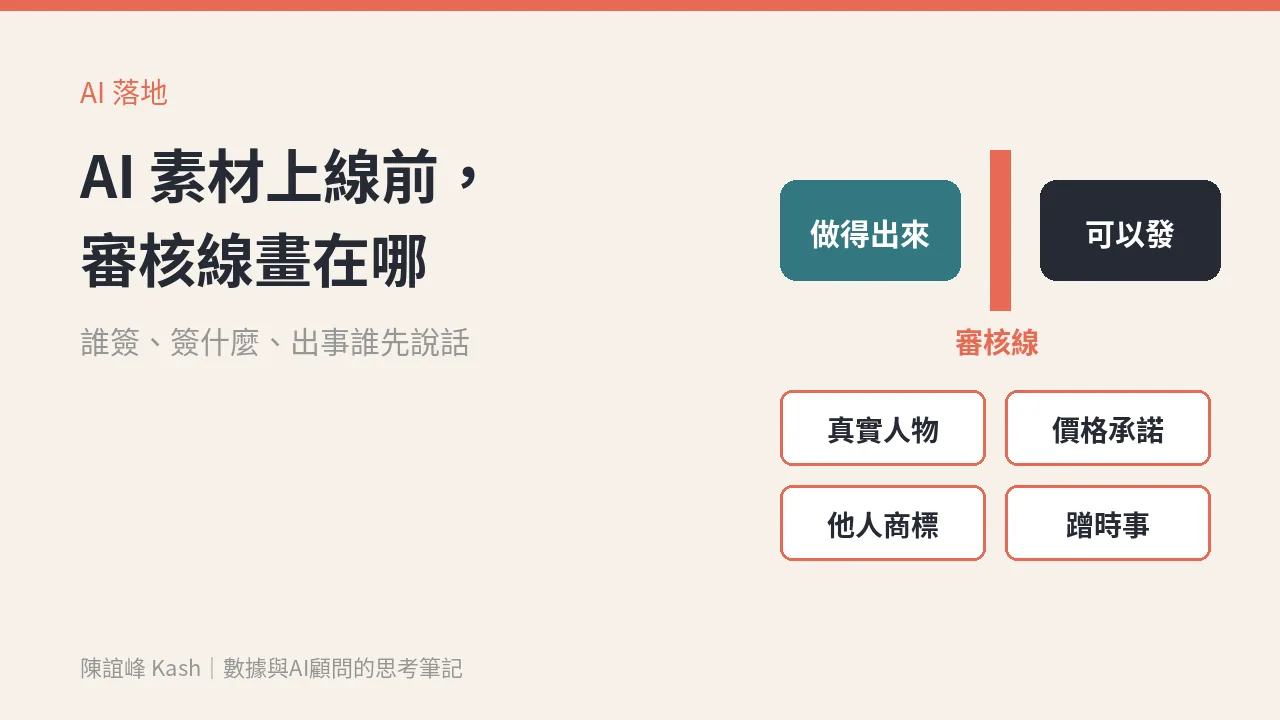 AI 落地
AI 素材上線前，
審核線畫在哪
誰簽、簽什麼、出事誰先說話
做得出來
可以發
審核線
真實人物
價格承諾
他人商標
蹭時事
陳誼峰 Kash｜數據與AI顧問的思考筆記